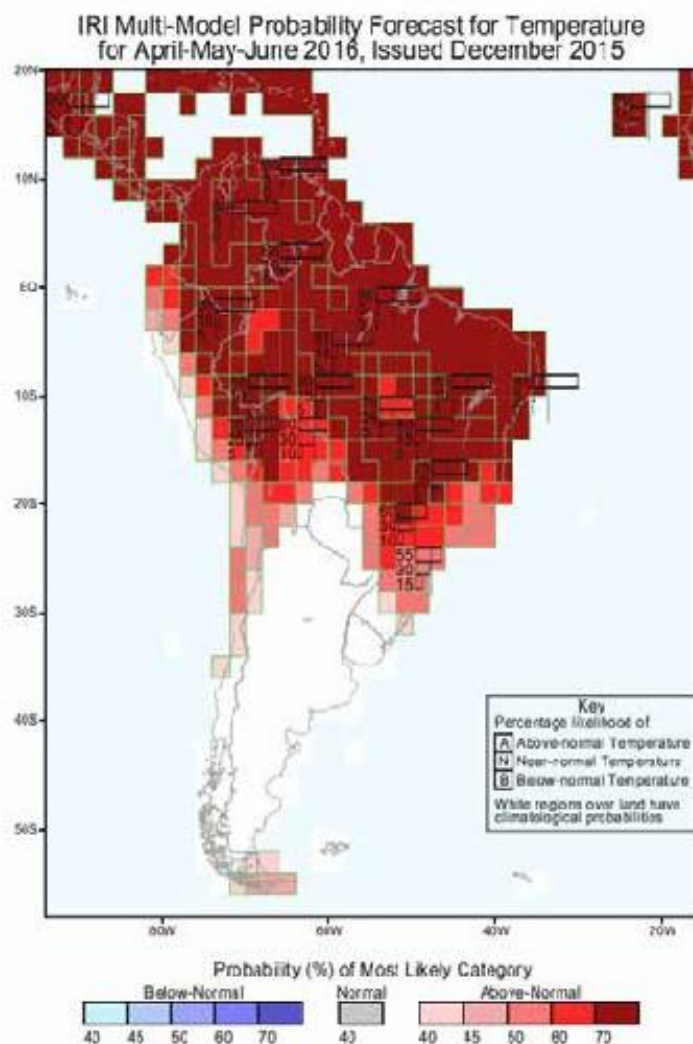 IRI Multi-Model Probability Forecast for Temperature
for April-May-June 2016, Issued December 2015
20N
10N
EQ
10S
20S
30S
40S
50S
80W
60W
40W
20W
55
30
15
Key
Percentage likelihood of
A Above-normal Temperature
N Near-normal Temperature
B Below-normal Temperature
White regions over land have
climatological probabilities
Probability (%) of Most Likely Category
Below-Normal Normal Above-Normal
40 45 50 60 70 40 40 45 50 60 70